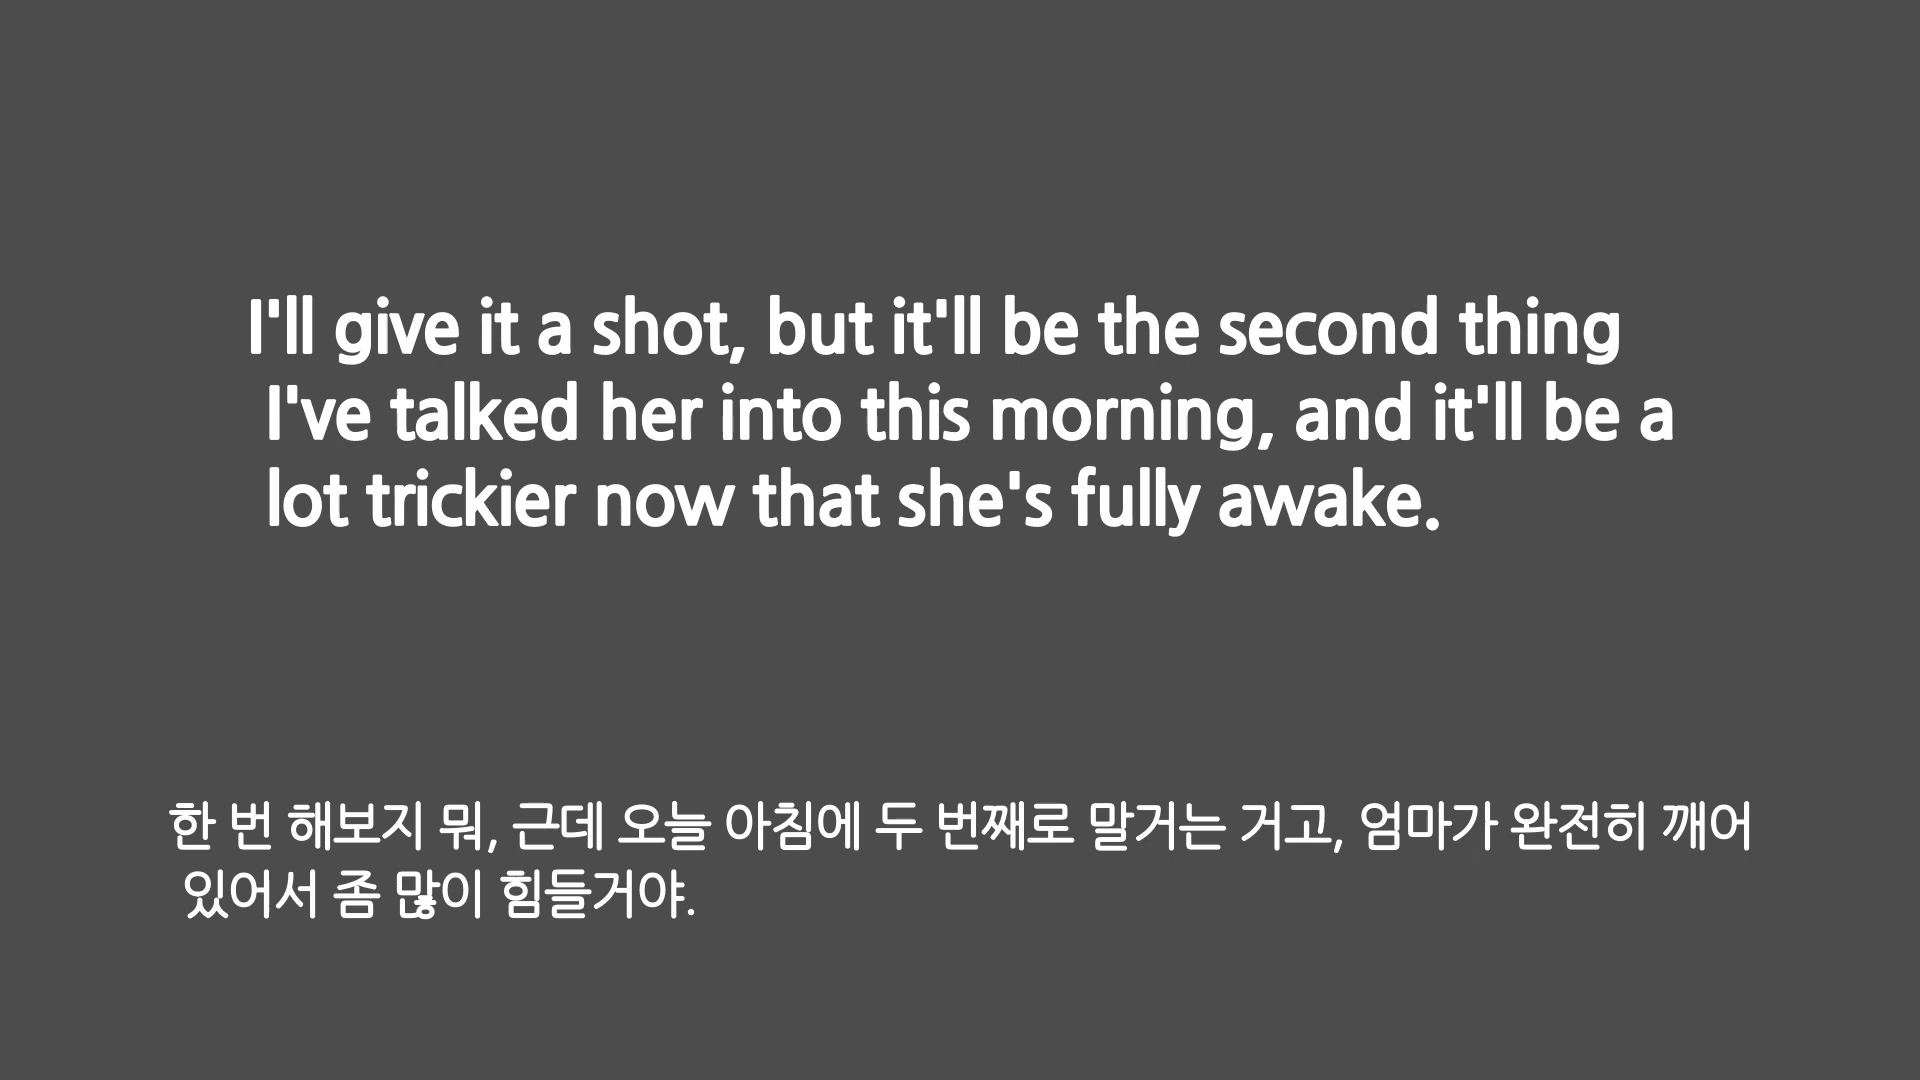 I'll give it a shot, but it'll be the second thing
I've talked her into this morning, and it'll be a
lot trickier now that she's fully awake.
한 번 해보지 뭐, 근데 오늘 아침에 두 번째로 말거는 거고, 엄마가 완전히 깨어
있어서 좀 많이 힘들거야.